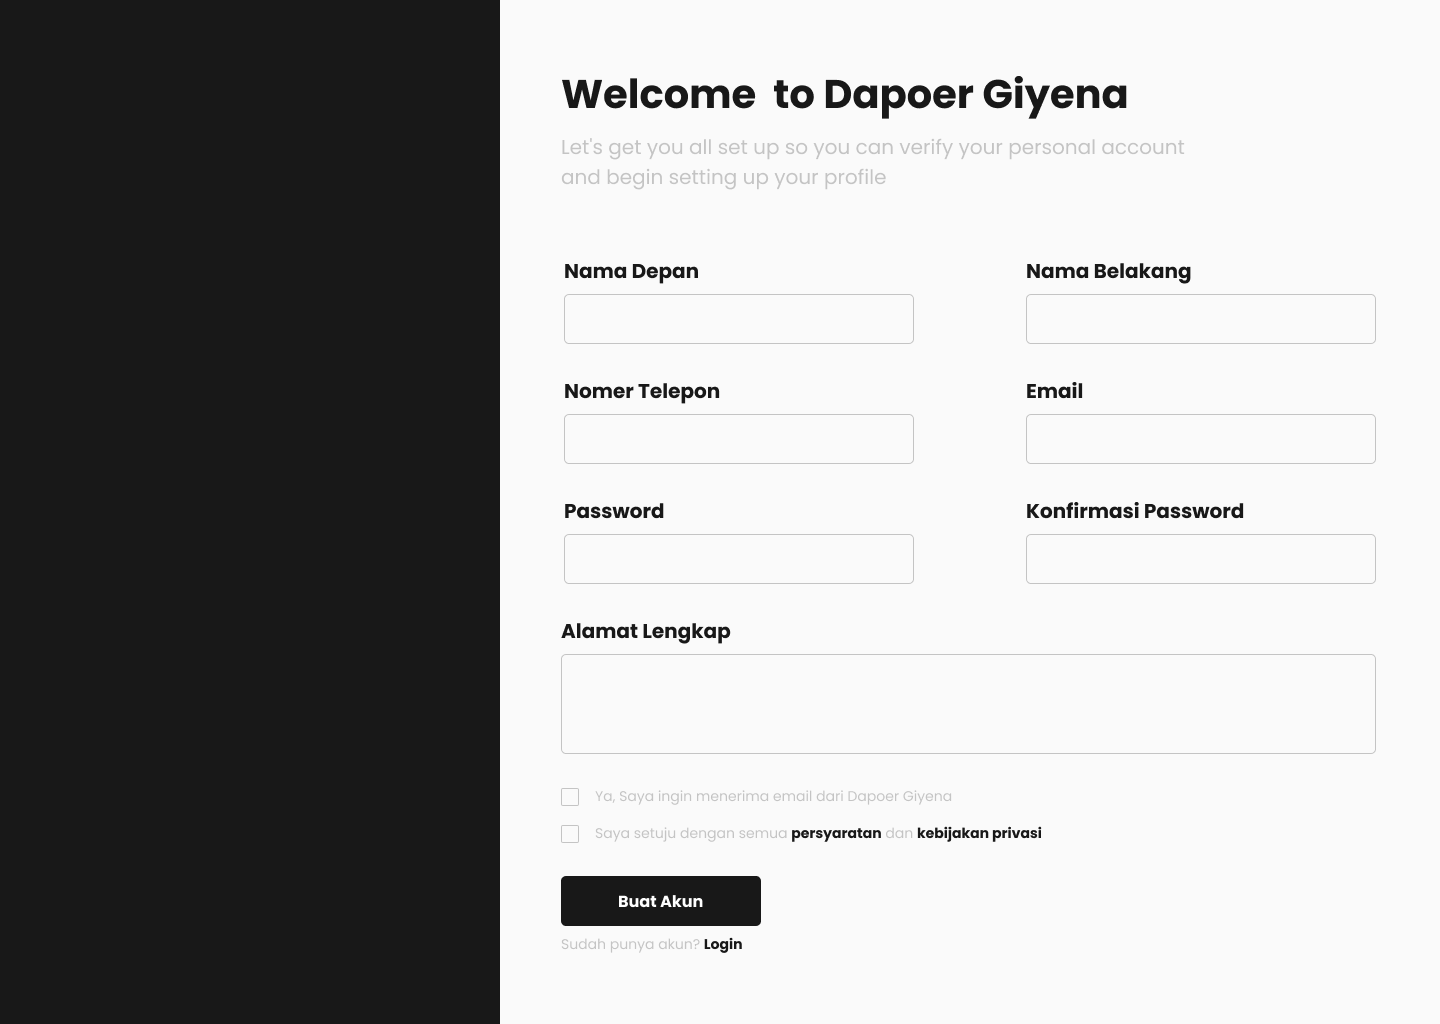 Welcome  to Dapoer Giyena
Let's get you all set up so you can verify your personal account
and begin setting up your profile
Nama Depan
Nama Belakang
Nomer Telepon
Email
Password
Konfirmasi Password
Alamat Lengkap
Ya, Saya ingin menerima email dari Dapoer Giyena
Saya setuju dengan semua persyaratan dan kebijakan privasi
Buat Akun
Sudah punya akun? Login